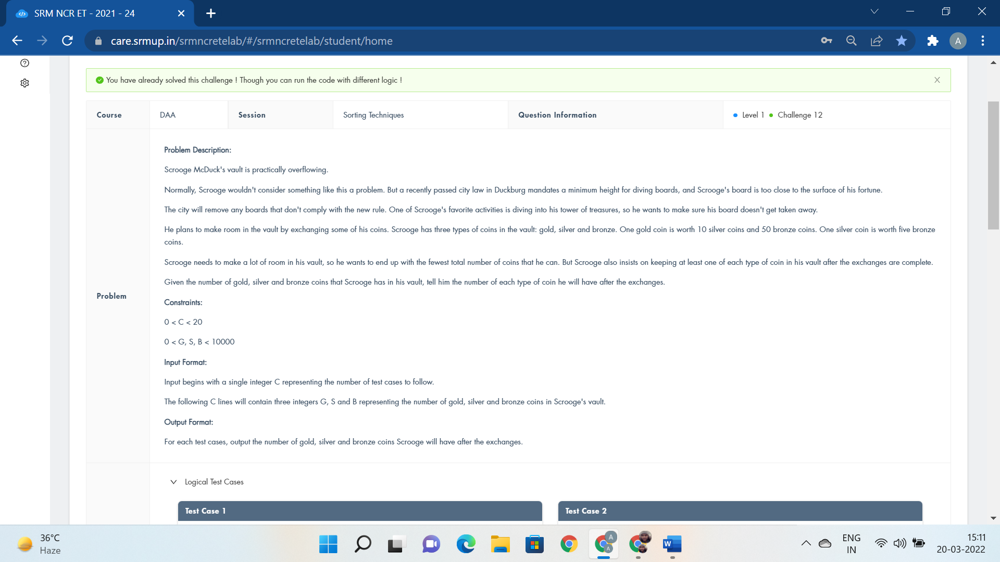 SRM NCR ET - 2021 - 24
care.srmup.in/srmncretelab/#/srmncretelab/student/home
A
You have already solved this challenge ! Though you can run the code with different logic !
Course DAA Session Sorting Techniques Question Information Level 1 Challenge 12
Problem
Problem Description:
Scrooge McDuck's vault is practically overflowing.
Normally, Scrooge wouldn't consider something like this a problem. But a recently passed city law in Duckburg mandates a minimum height for diving boards, and Scrooge's board is too close to the surface of his fortune.
The city will remove any boards that don't comply with the new rule. One of Scrooge's favorite activities is diving into his tower of treasures, so he wants to make sure his board doesn't get taken away.
He plans to make room in the vault by exchanging some of his coins. Scrooge has three types of coins in the vault: gold, silver and bronze. One gold coin is worth 10 silver coins and 50 bronze coins. One silver coin is worth five bronze
coins.
Scrooge needs to make a lot of room in his vault, so he wants to end up with the fewest total number of coins that he can. But Scrooge also insists on keeping at least one of each type of coin in his vault after the exchanges are complete.
Given the number of gold, silver and bronze coins that Scrooge has in his vault, tell him the number of each type of coin he will have after the exchanges.
Constraints:
0 < C < 20
0 < G, S, B < 10000
Input Format:
Input begins with a single integer C representing the number of test cases to follow.
The following C lines will contain three integers G, S and B representing the number of gold, silver and bronze coins in Scrooge's vault.
Output Format:
For each test cases, output the number of gold, silver and bronze coins Scrooge will have after the exchanges.
Logical Test Cases
Test Case 1
Test Case 2
36°C
Haze
A
A
W
ENG
IN
15:11
20-03-2022